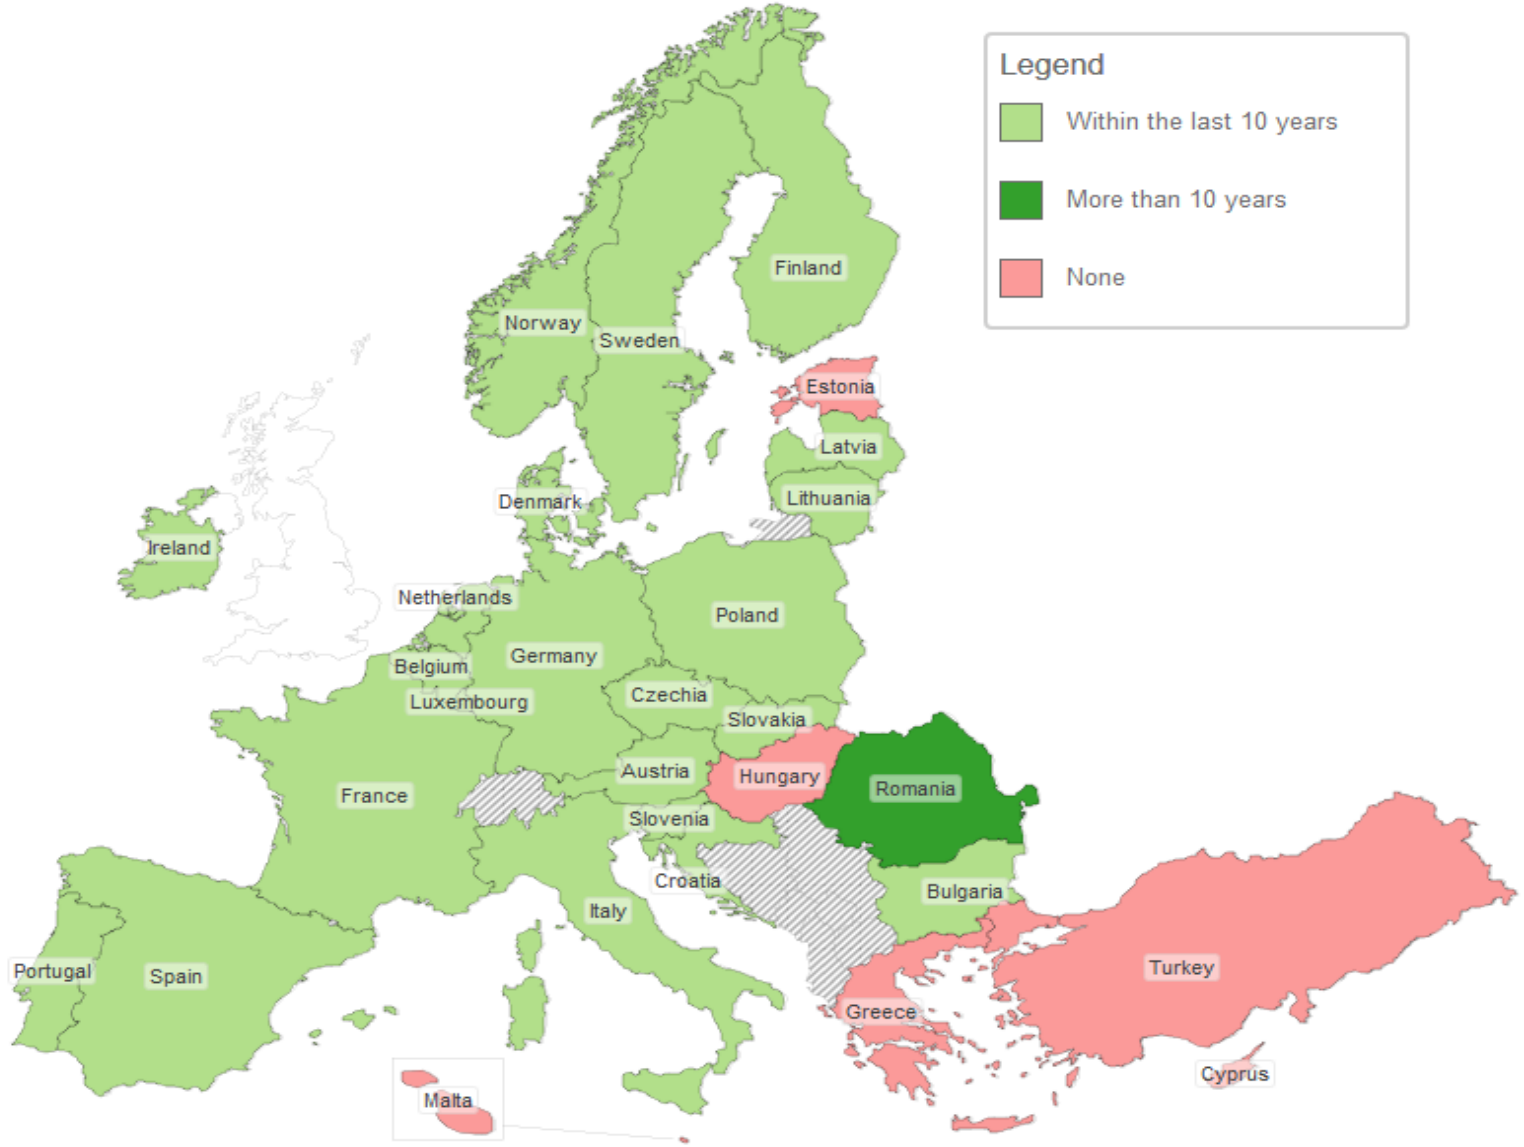 Legend
Within the last 10 years
More than 10 years
None
Finland
Norway
Sweden
Estonia
Latvia
Lithuania
Denmark
Ireland
Netherlands
Poland
Germany
Belgium
Czechia
Luxembourg
Slovakia
Austria
Hungary
Romania
France
Slovenia
Croatia
Bulgaria
Italy
Portugal
Spain
Turkey
Greece
Cyprus
Malta